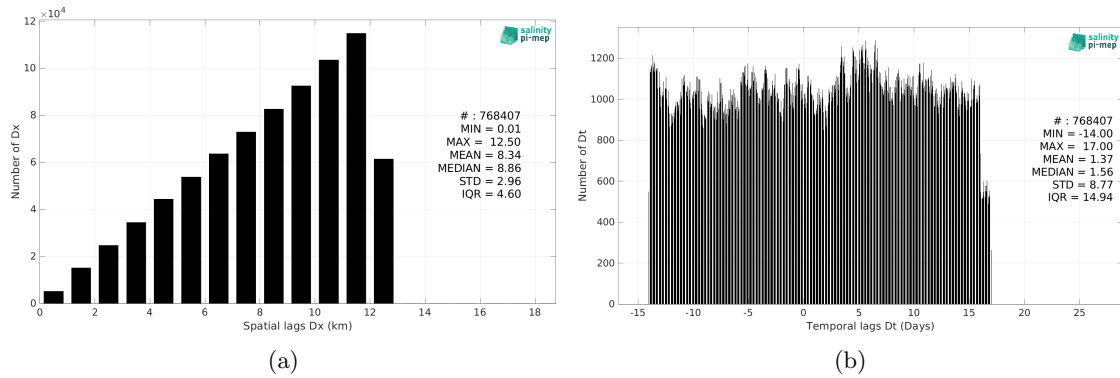 ×10⁴
12
10
8
6
4
2
0
Number of Dx
0 2 4 6 8 10 12 14 16 18
Spatial lags Dx (km)
salinity
pi-mep
# : 768407
MIN = 0.01
MAX = 12.50
MEAN = 8.34
MEDIAN = 8.86
STD = 2.96
IQR = 4.60
(a)
1200
1000
800
600
400
200
0
Number of Dt
-15 -10 -5 0 5 10 15 20 25
Temporal lags Dt (Days)
salinity
pi-mep
# : 768407
MIN = -14.00
MAX = 17.00
MEAN = 1.37
MEDIAN = 1.56
STD = 8.77
IQR = 14.94
(b)